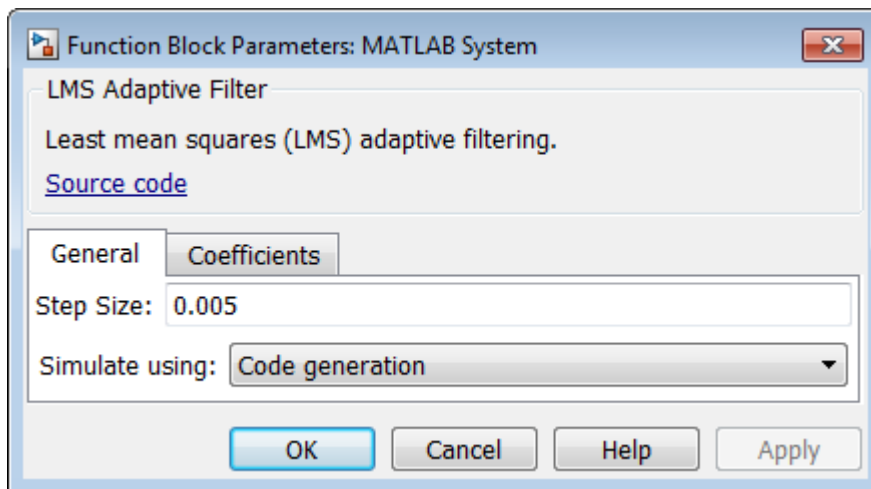 Function Block Parameters: MATLAB System
LMS Adaptive Filter
Least mean squares (LMS) adaptive filtering.
Source code
General Coefficients
Step Size: 0.005
Simulate using: Code generation
OK Cancel Help Apply